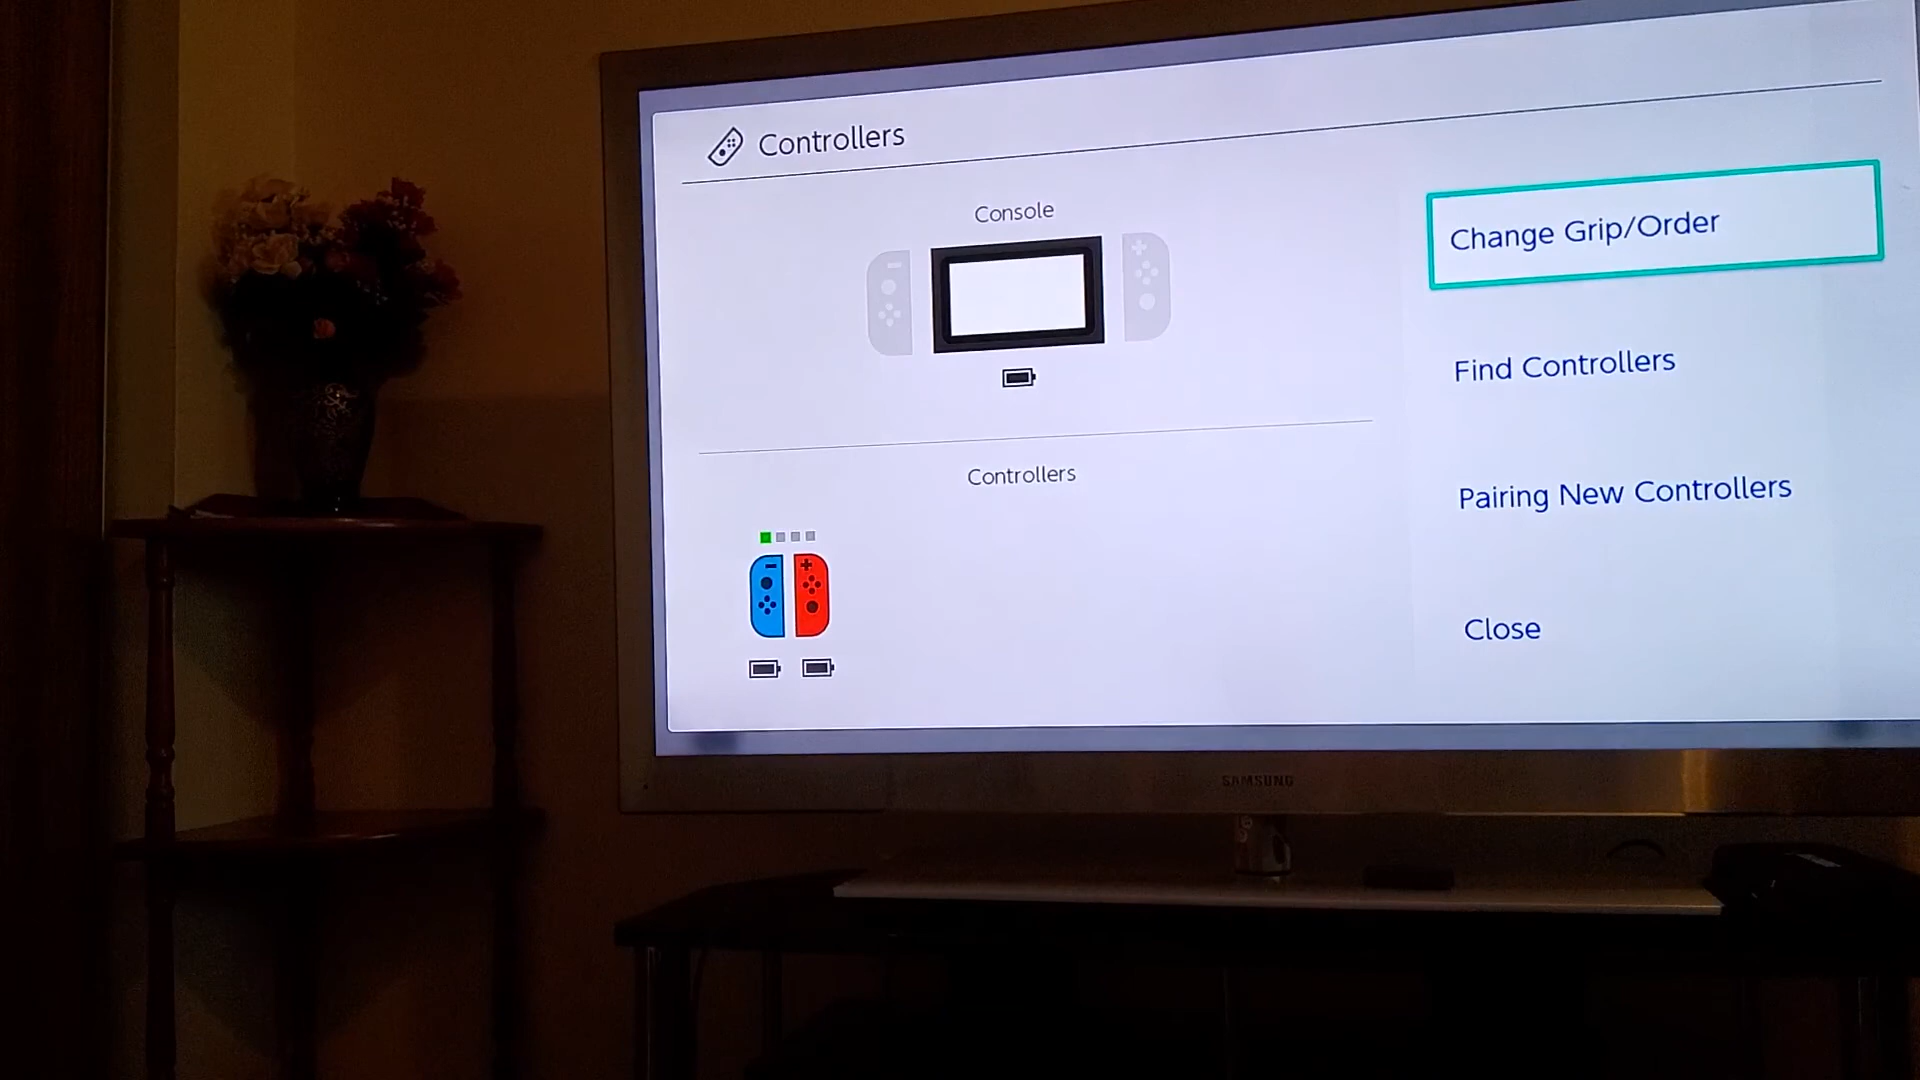 Controllers
Console
Controllers
Change Grip/Order
Find Controllers
Pairing New Controllers
Close
SAMSUNG